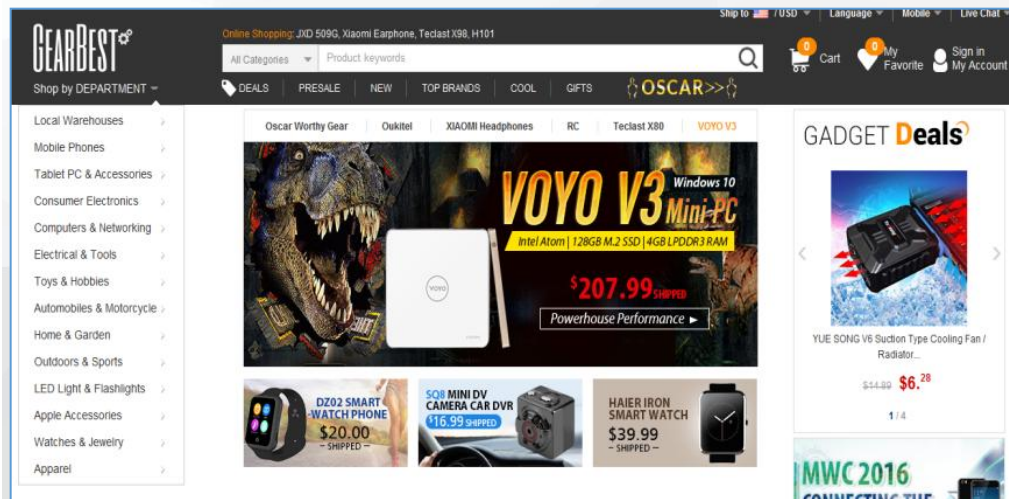 Ship to / USD Language Mobile Live Chat
GEARBEST
Online Shopping: JXD 509G, Xiaomi Earphone, Teclast X98, H101
All Categories Product keywords
0 Cart
0 My Favorite
Sign in
My Account
Shop by DEPARTMENT
DEALS PRESALE NEW TOP BRANDS COOL GIFTS OSCAR>>
Local Warehouses
Mobile Phones
Tablet PC & Accessories
Consumer Electronics
Computers & Networking
Electrical & Tools
Toys & Hobbies
Automobiles & Motorcycle
Home & Garden
Outdoors & Sports
LED Light & Flashlights
Apple Accessories
Watches & Jewelry
Apparel
Oscar Worthy Gear Oukitel XIAOMI Headphones RC Teclast X80 VOYO V3
VOYO V3 Windows 10
Mini PC
Intel Atom | 128GB M.2 SSD | 4GB LPDDR3 RAM
$207.99 SHIPPED
Powerhouse Performance ►
VOYO
DZ02 SMART
WATCH PHONE
$20.00
– SHIPPED –
SQ8 MINI DV
CAMERA CAR DVR
$16.99 SHIPPED
HAIER IRON
SMART WATCH
$39.99
– SHIPPED –
GADGET Deals
YUE SONG V6 Suction Type Cooling Fan /
Radiator...
$14.89 $6.28
1 / 4
MWC 2016
CONNECTING THE